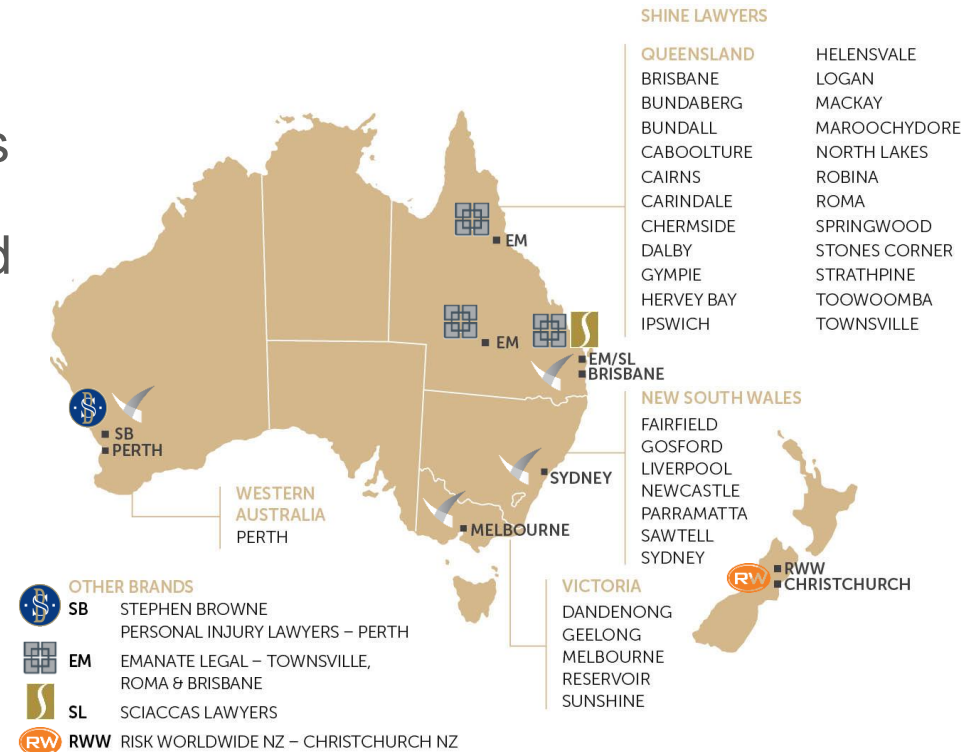 s
d
SHINE LAWYERS
QUEENSLAND
BRISBANE
BUNDABERG
BUNDALL
CABOOLTURE
CAIRNS
CARINDALE
CHERMSIDE
DALBY
GYMPIE
HERVEY BAY
IPSWICH
HELENSVALE
LOGAN
MACKAY
MAROOCHYDORE
NORTH LAKES
ROBINA
ROMA
SPRINGWOOD
STONES CORNER
STRATHPINE
TOOWOOMBA
TOWNSVILLE
EM
EM
EM/SL
BRISBANE
SB
PERTH
SYDNEY
MELBOURNE
NEW SOUTH WALES
FAIRFIELD
GOSFORD
LIVERPOOL
NEWCASTLE
PARRAMATTA
SAWTELL
SYDNEY
WESTERN
AUSTRALIA
PERTH
RW
RWW
CHRISTCHURCH
VICTORIA
DANDENONG
GEELONG
MELBOURNE
RESERVOIR
SUNSHINE
OTHER BRANDS
SB STEPHEN BROWNE
PERSONAL INJURY LAWYERS – PERTH
EM EMANATE LEGAL – TOWNSVILLE,
ROMA & BRISBANE
SL SCIACCAS LAWYERS
RW RWW RISK WORLDWIDE NZ – CHRISTCHURCH NZ